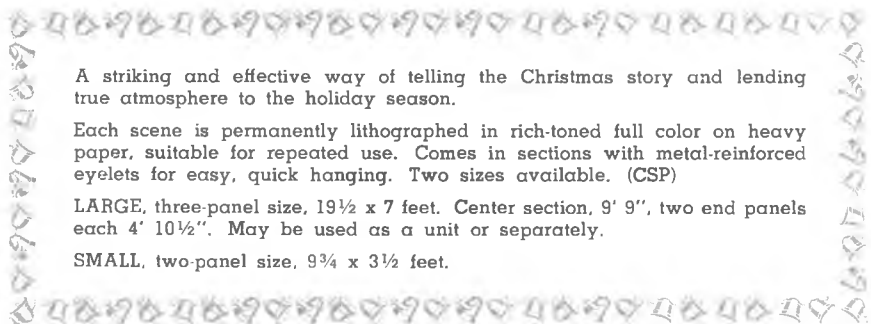 A striking and effective way of telling the Christmas story and lending
true atmosphere to the holiday season.
Each scene is permanently lithographed in rich-toned full color on heavy
paper, suitable for repeated use. Comes in sections with metal-reinforced
eyelets for easy, quick hanging. Two sizes available. (CSP)
LARGE, three-panel size, 19½ x 7 feet. Center section, 9' 9", two end panels
each 4' 10½". May be used as a unit or separately.
SMALL, two-panel size, 9¾ x 3½ feet.